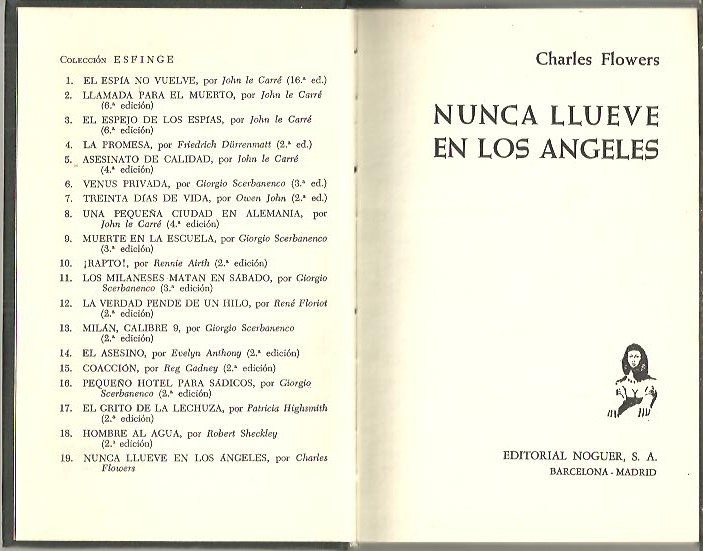 Colección ESFINGE
1. EL ESPÍA NO VUELVE, por John le Carré (16.ª ed.)
2. LLAMADA PARA EL MUERTO, por John le Carré
(6.ª edición)
3. EL ESPEJO DE LOS ESPÍAS, por John le Carré
(6.ª edición)
4. LA PROMESA, por Friedrich Dürrenmatt (2.ª ed.)
5. ASESINATO DE CALIDAD, por John le Carré
(4.ª edición)
6. VENUS PRIVADA, por Giorgio Scerbanenco (3.ª ed.)
7. TREINTA DÍAS DE VIDA, por Owen John (2.ª ed.)
8. UNA PEQUEÑA CIUDAD EN ALEMANIA, por
John le Carré (4.ª edición)
9. MUERTE EN LA ESCUELA, por Giorgio Scerbanenco
(3.ª edición)
10. ¡RAPTO!, por Rennie Airth (2.ª edición)
11. LOS MILANESES MATAN EN SÁBADO, por Giorgio
Scerbanenco (3.ª edición)
12. LA VERDAD PENDE DE UN HILO, por René Floriot
(2.ª edición)
13. MILÁN, CALIBRE 9, por Giorgio Scerbanenco
(2.ª edición)
14. EL ASESINO, por Evelyn Anthony (2.ª edición)
15. COACCIÓN, por Reg Gadney (2.ª edición)
16. PEQUEÑO HOTEL PARA SÁDICOS, por Giorgio
Scerbanenco (2.ª edición)
17. EL GRITO DE LA LECHUZA, por Patricia Highsmith
(2.ª edición)
18. HOMBRE AL AGUA, por Robert Sheckley
(2.ª edición)
19. NUNCA LLUEVE EN LOS ÁNGELES, por Charles
Flowers
Charles Flowers
NUNCA LLUEVE
EN LOS ANGELES
EDITORIAL NOGUER, S. A.
BARCELONA - MADRID